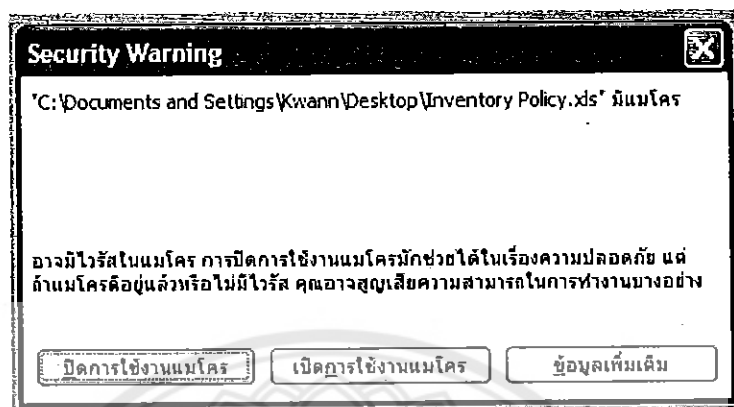 Security Warning
"C:\Documents and Settings\Kwann\Desktop\Inventory Policy.xls" มีแมโคร
อาจมีไวรัสในแมโคร การปิดการใช้งานแมโครมักช่วยได้ในเรื่องความปลอดภัย แต่
ถ้าแมโครดีอยู่แล้วหรือไม่มีไวรัส คุณอาจสูญเสียความสามารถในการทำงานบางอย่าง
ปิดการใช้งานแมโคร เปิดการใช้งานแมโคร ข้อมูลเพิ่มเติม